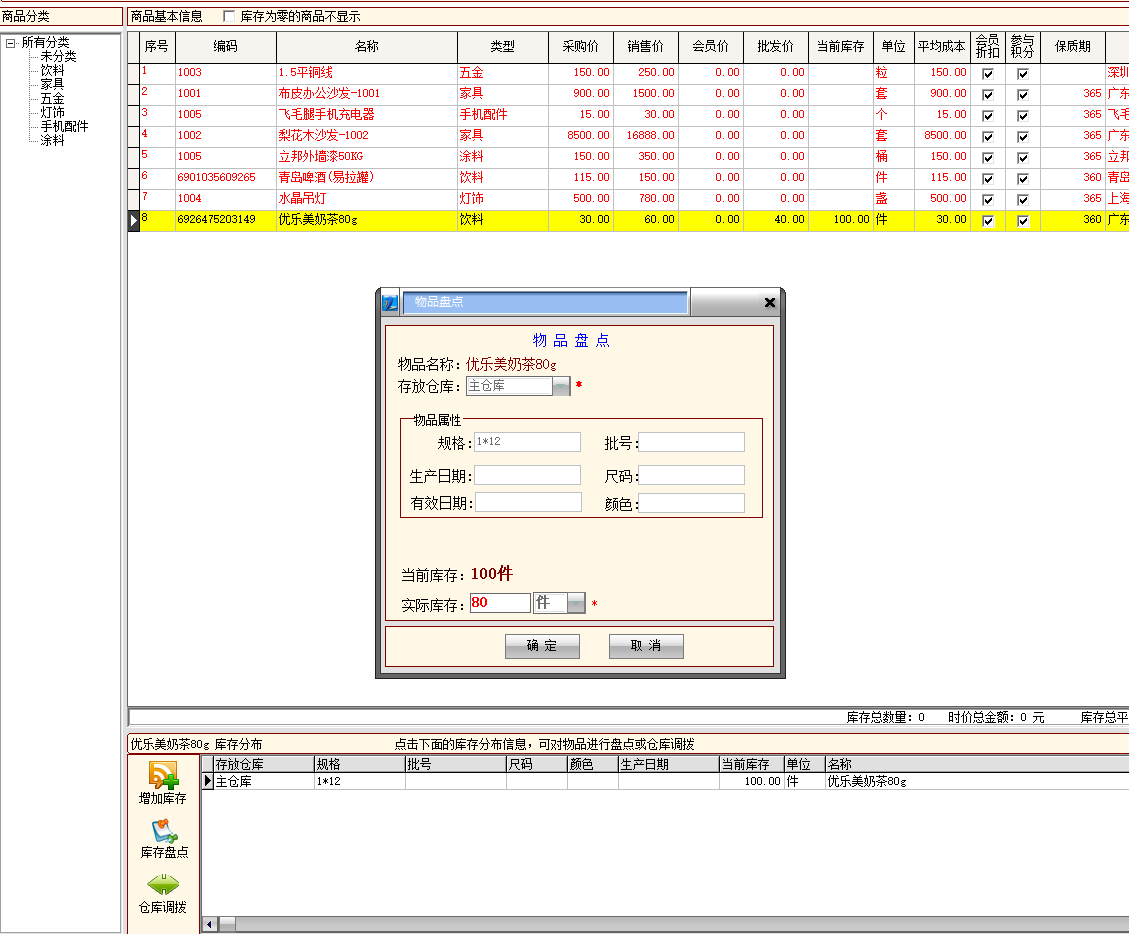 商品分类
商品基本信息 库存为零的商品不显示
所有分类
未分类
饮料
家具
五金
灯饰
手机配件
涂料
序号 编码 名称 类型 采购价 销售价 会员价 批发价 当前库存 单位 平均成本 会员折扣 参与积分 保质期
1 1003 1.5平铜线 五金 150.00 250.00 0.00 0.00 粒 150.00 深圳
2 1001 布皮办公沙发-1001 家具 900.00 1500.00 0.00 0.00 套 900.00 365 广东
3 1005 飞毛腿手机充电器 手机配件 15.00 30.00 0.00 0.00 个 15.00 365 飞毛
4 1002 梨花木沙发-1002 家具 8500.00 16888.00 0.00 0.00 套 8500.00 365 广东
5 1005 立邦外墙漆50KG 涂料 150.00 350.00 0.00 0.00 桶 150.00 365 立邦
6 6901035609265 青岛啤酒(易拉罐) 饮料 115.00 150.00 0.00 0.00 件 115.00 360 青岛
7 1004 水晶吊灯 灯饰 500.00 780.00 0.00 0.00 盏 500.00 365 上海
8 6926475203149 优乐美奶茶80g 饮料 30.00 60.00 0.00 40.00 100.00 件 30.00 360 广东
物品盘点
物 品 盘 点
物品名称：优乐美奶茶80g
存放仓库：主仓库 *
物品属性
规格：1*12 批号：
生产日期： 尺码：
有效日期： 颜色：
当前库存：100件
实际库存：80 件 *
确 定 取 消
库存总数量：0 时价总金额：0 元 库存总平
优乐美奶茶80g 库存分布 点击下面的库存分布信息，可对物品进行盘点或仓库调拨
存放仓库 规格 批号 尺码 颜色 生产日期 当前库存 单位 名称
主仓库 1*12 100.00 件 优乐美奶茶80g
增加库存
库存盘点
仓库调拨